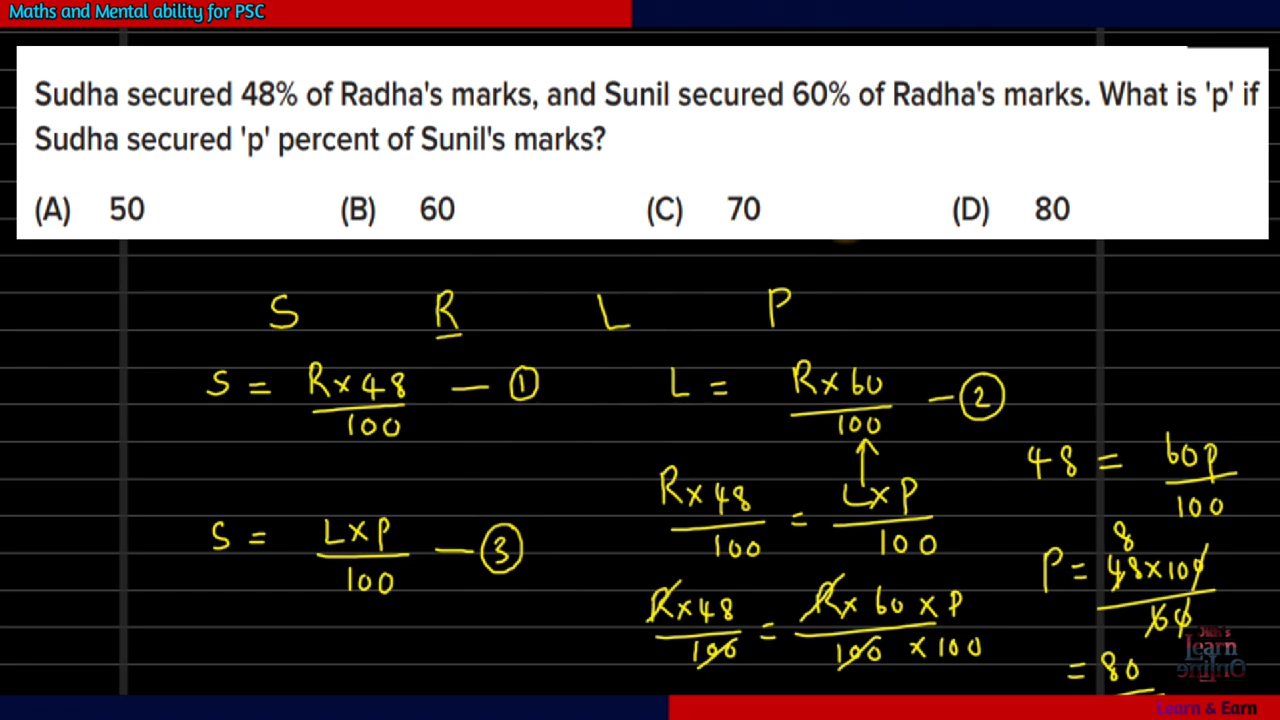 Maths and Mental ability for PSC
Sudha secured 48% of Radha's marks, and Sunil secured 60% of Radha's marks. What is 'p' if
Sudha secured 'p' percent of Sunil's marks?
(A) 50 (B) 60 (C) 70 (D) 80
S R L P
S = R×48/100 — ① L = R×60/100 — ②
48 = 60p/100
R×48/100 = L×P/100
S = L×P/100 — ③
P = 48×100/60
8
R×48/100 = R×60×P/100×100
= 80
Learn
Online
Learn & Earn